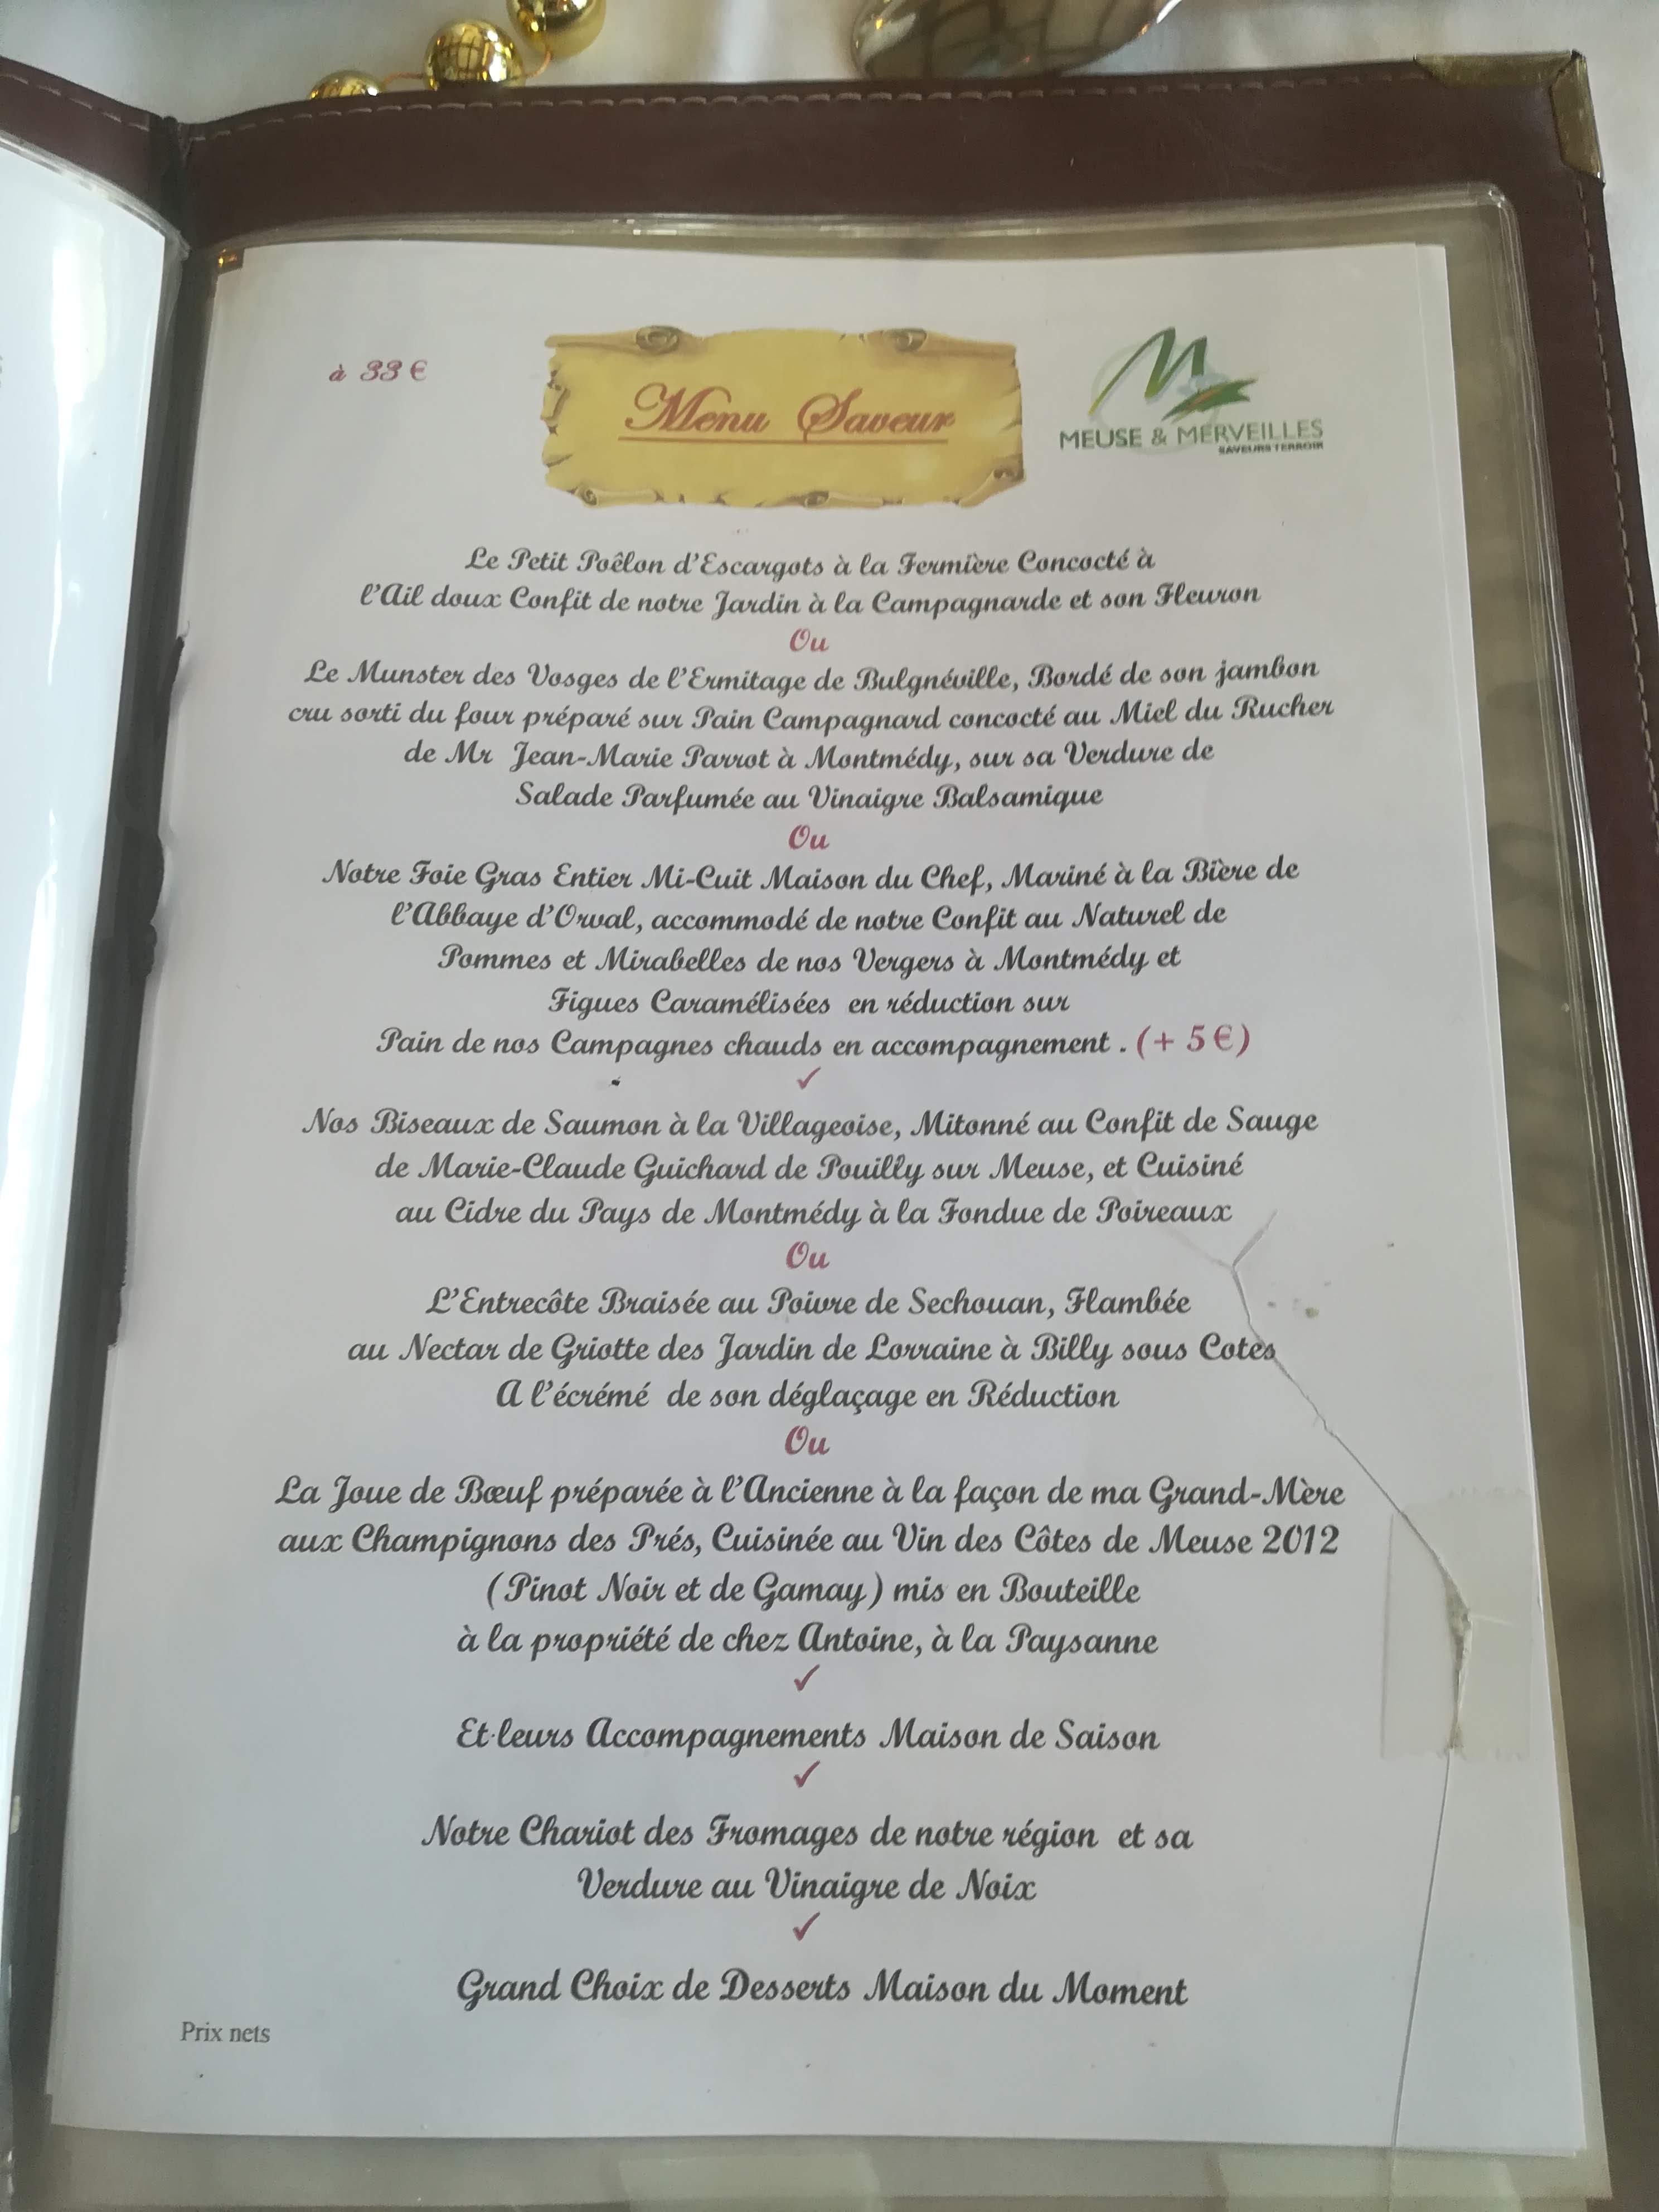 à 33 €
Menu Saveur
MEUSE & MERVEILLES
SAVEURS TERROIR
Le Petit Poêlon d'Escargots à la Fermière Concocté à
l'Ail doux Confit de notre Jardin à la Campagnarde et son Fleuron
Ou
Le Munster des Vosges de l'Ermitage de Bulgnéville, Bordé de son jambon
cru sorti du four préparé sur Pain Campagnard concocté au Miel du Rucher
de Mr Jean-Marie Parrot à Montmédy, sur sa Verdure de
Salade Parfumée au Vinaigre Balsamique
Ou
Notre Foie Gras Entier Mi-Cuit Maison du Chef, Mariné à la Bière de
l'Abbaye d'Orval, accommodé de notre Confit au Naturel de
Pommes et Mirabelles de nos Vergers à Montmédy et
Figues Caramélisées en réduction sur
Pain de nos Campagnes chauds en accompagnement . (+ 5 €)
✓
Nos Biseaux de Saumon à la Villageoise, Mitonné au Confit de Sauge
de Marie-Claude Guichard de Pouilly sur Meuse, et Cuisiné
au Cidre du Pays de Montmédy à la Fondue de Poireaux
Ou
L'Entrecôte Braisée au Poivre de Sechouan, Flambée
au Nectar de Griotte des Jardin de Lorraine à Billy sous Cotes
A l'écrémé de son déglaçage en Réduction
Ou
La Joue de Bœuf préparée à l'Ancienne à la façon de ma Grand-Mère
aux Champignons des Prés, Cuisinée au Vin des Côtes de Meuse 2012
(Pinot Noir et de Gamay) mis en Bouteille
à la propriété de chez Antoine, à la Paysanne
✓
Et leurs Accompagnements Maison de Saison
✓
Notre Chariot des Fromages de notre région et sa
Verdure au Vinaigre de Noix
✓
Grand Choix de Desserts Maison du Moment
Prix nets